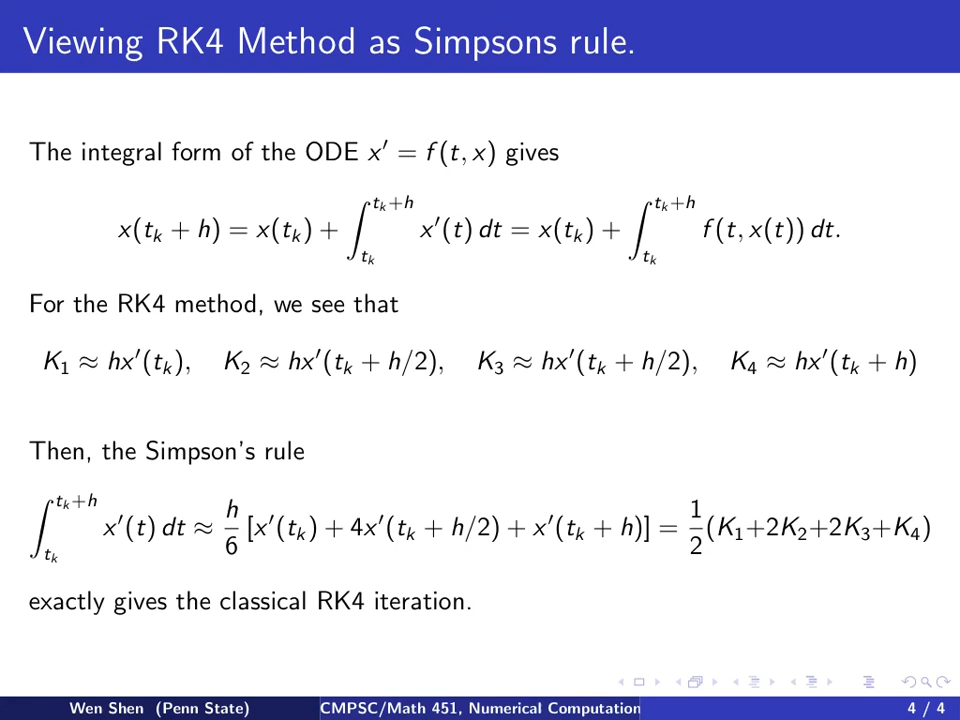 Viewing RK4 Method as Simpsons rule.
The integral form of the ODE x′ = f(t, x) gives
x(t_k + h) = x(t_k) + ∫_{t_k}^{t_k+h} x′(t) dt = x(t_k) + ∫_{t_k}^{t_k+h} f(t, x(t)) dt.
For the RK4 method, we see that
K_1 ≈ hx′(t_k), K_2 ≈ hx′(t_k + h/2), K_3 ≈ hx′(t_k + h/2), K_4 ≈ hx′(t_k + h)
Then, the Simpson's rule
∫_{t_k}^{t_k+h} x′(t) dt ≈ h/6 [x′(t_k) + 4x′(t_k + h/2) + x′(t_k + h)] = 1/2 (K_1+2K_2+2K_3+K_4)
exactly gives the classical RK4 iteration.
Wen Shen (Penn State) CMPSC/Math 451, Numerical Computation 4 / 4